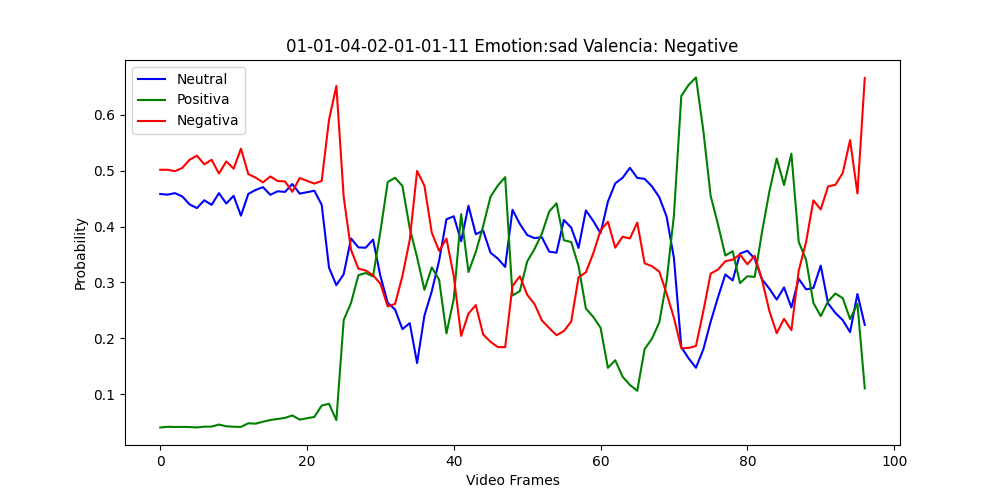 01-01-04-02-01-01-11 Emotion:sad Valencia: Negative
Neutral
Positiva
Negativa
Probability
0.6
0.5
0.4
0.3
0.2
0.1
0 20 40 60 80 100
Video Frames